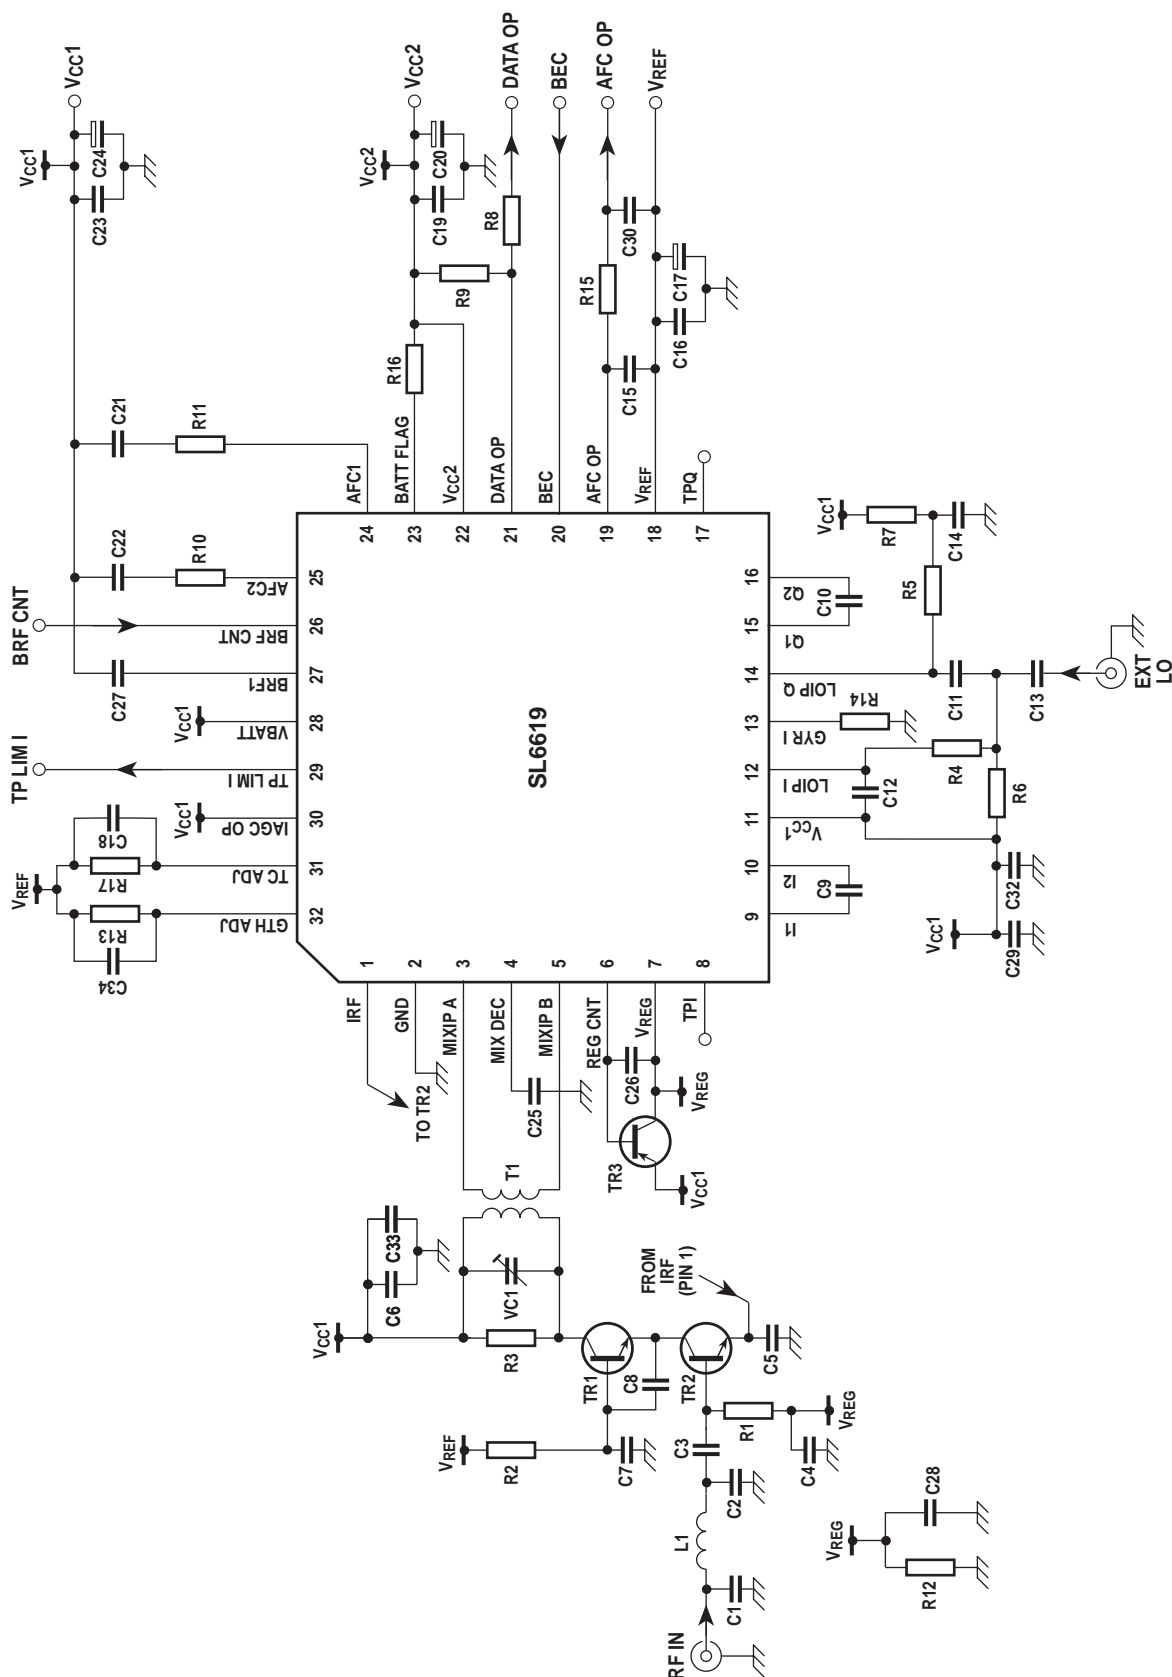 VCC1
VCC1
C24
C23
VCC2
VCC2
C20
C19
DATA OP
R8
R9
BEC
AFC OP
VREF
C30
R15
C17
C16
C15
R16
C21
R11
AFC1
BATT FLAG
VCC2
DATA OP
BEC
AFC OP
VREF
TPQ
24
23
22
21
20
19
18
17
BRF CNT
C22
R10
AFC2
25
BRF CNT
26
C27
BRF1
27
VCC1
VBATT
28
TP LIM I
TP LIM I
29
VCC1
IAGC OP
30
C18
R17
TC ADJ
31
VREF
R13
GTH ADJ
32
C34
SL6619
16
Q2
C10
15
Q1
14
LOIP Q
13
GYR I
R14
12
LOIP I
C12
11
VCC1
10
I2
C9
9
I1
VCC1
R7
C14
R5
C11
C13
EXT
LO
R4
R6
C32
VCC1
C29
1
2
3
4
5
6
7
8
IRF
GND
MIXIP A
MIX DEC
MIXIP B
REG CNT
VREG
TPI
TO TR2
C25
C26
VREG
TR3
VCC1
T1
C33
C6
VC1
VCC1
R3
FROM
IRF
(PIN 1)
TR1
C8
TR2
C5
VREF
R2
C7
C3
R1
VREG
C4
C2
L1
C1
RF IN
VREG
C28
R12